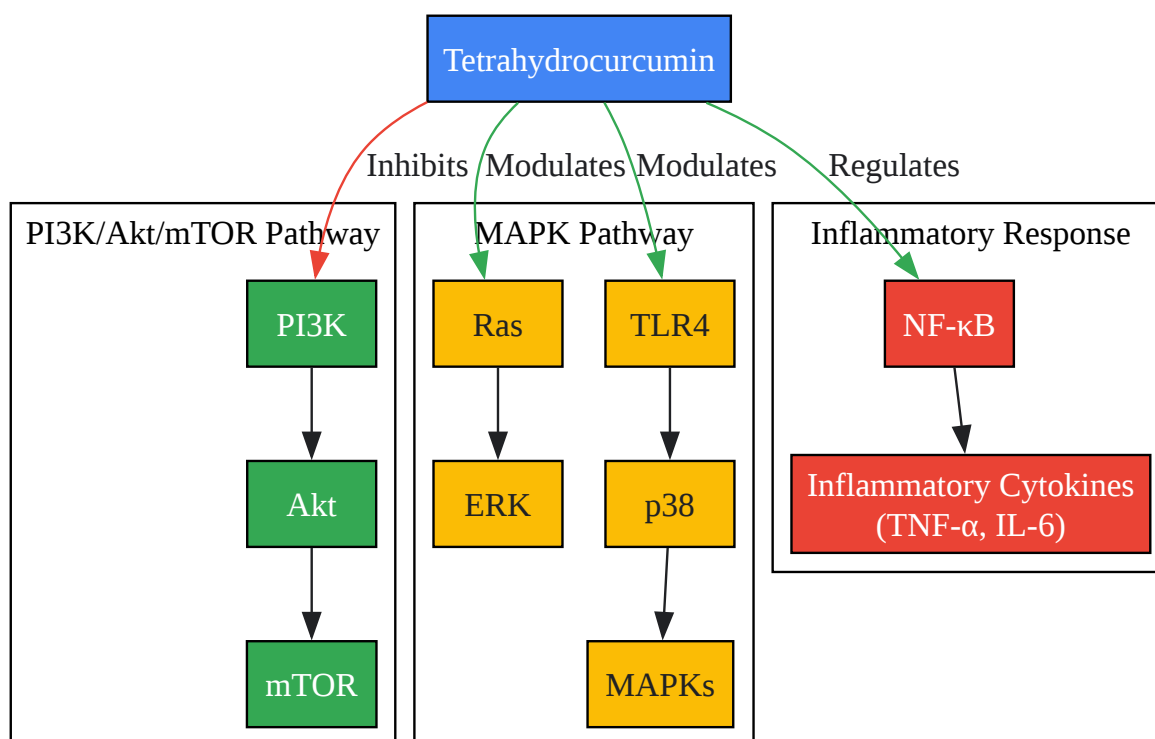 Tetrahydrocurcumin
Inhibits
Modulates
Modulates
Regulates
PI3K/Akt/mTOR Pathway
MAPK Pathway
Inflammatory Response
PI3K
Ras
TLR4
NF-κB
Akt
ERK
p38
Inflammatory Cytokines
(TNF-α, IL-6)
mTOR
MAPKs